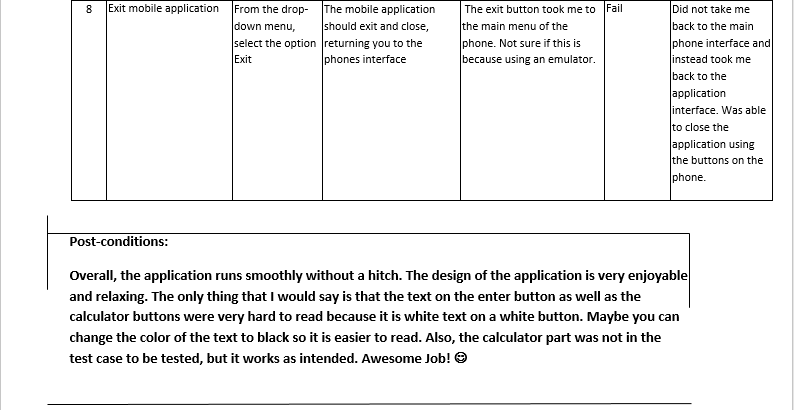 8
Exit mobile application
From the drop-
down menu,
select the option
Exit
The mobile application
should exit and close,
returning you to the
phones interface
The exit button took me to
the main menu of the
phone. Not sure if this is
because using an emulator.
Fail
Did not take me
back to the main
phone interface and
instead took me
back to the
application
interface. Was able
to close the
application using
the buttons on the
phone.
Post-conditions:
Overall, the application runs smoothly without a hitch. The design of the application is very enjoyable
and relaxing. The only thing that I would say is that the text on the enter button as well as the
calculator buttons were very hard to read because it is white text on a white button. Maybe you can
change the color of the text to black so it is easier to read. Also, the calculator part was not in the
test case to be tested, but it works as intended. Awesome Job! 😊